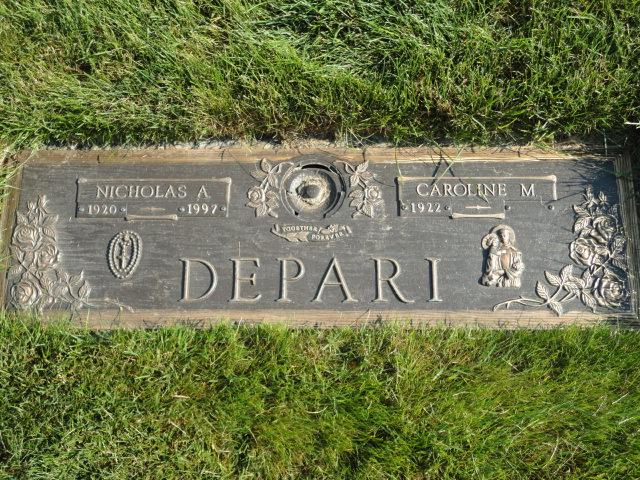 NICHOLAS A.
1920 1997
TOGETHER
FOREVER
CAROLINE M.
1922
DEPARI